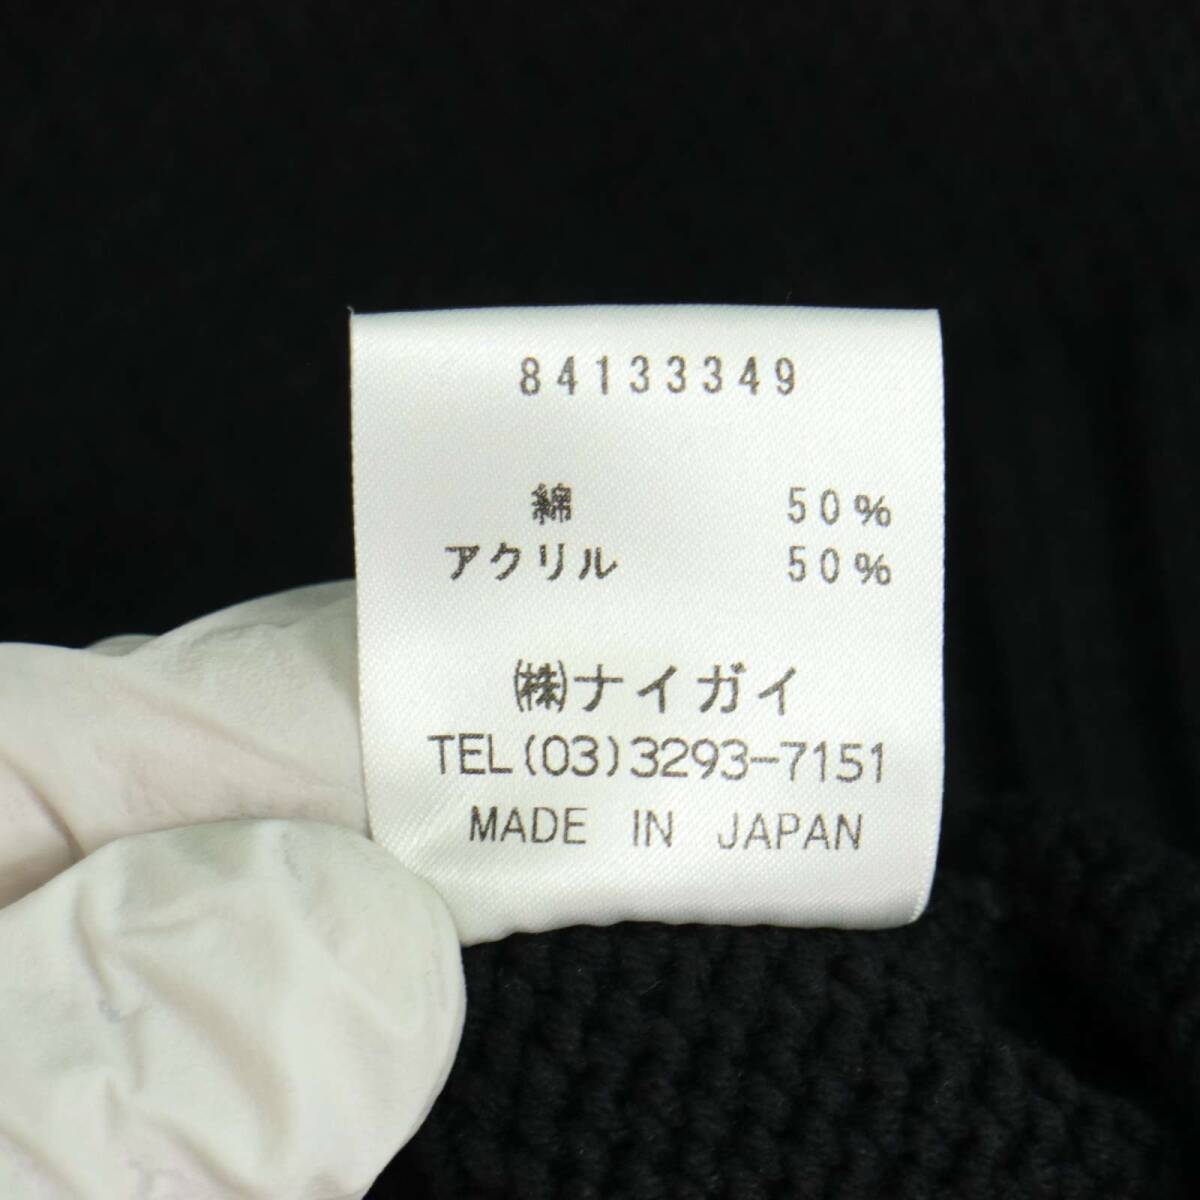 84133349
綿 50%
アクリル 50%
㈱ナイガイ
TEL(03)3293-7151
MADE IN JAPAN